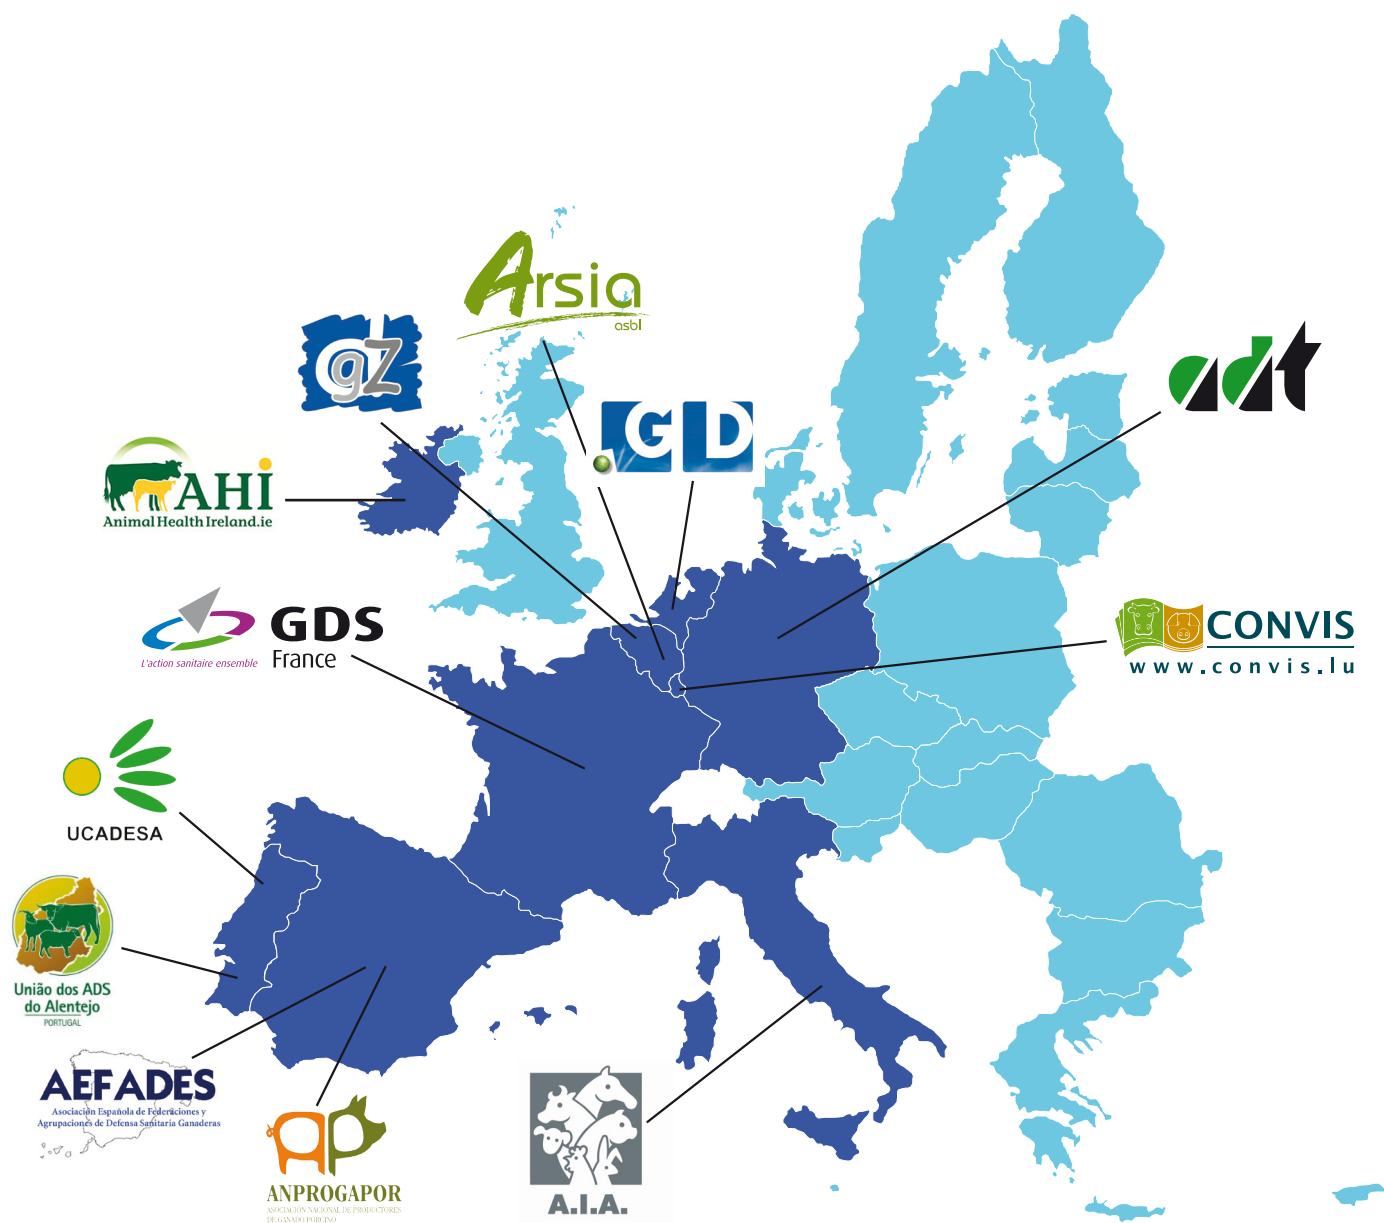 Arsia
asbl
cgz
adt
GD
AHI
AnimalHealthIreland.ie
CONVIS
www.convis.lu
GDS
France
L'action sanitaire ensemble
UCADESA
União dos ADS
do Alentejo
PORTUGAL
AEFADES
Asociación Española de Federaciones y
Agrupaciones de Defensa Sanitaria Ganaderas
ANPROGAPOR
ASOCIACIÓN NACIONAL DE PRODUCTORES
DE GANADO PORCINO
A.I.A.